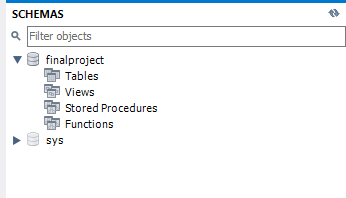 SCHEMAS
Filter objects
finalproject
Tables
Views
Stored Procedures
Functions
sys